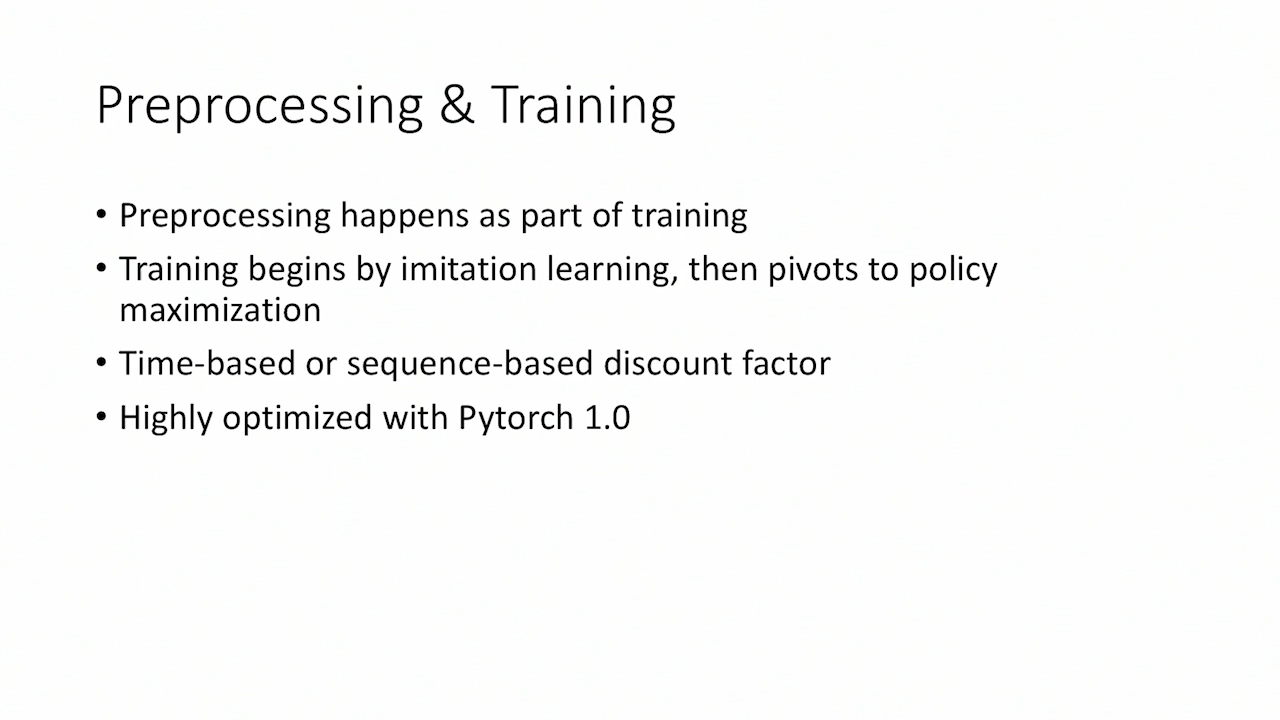 Preprocessing & Training
• Preprocessing happens as part of training
• Training begins by imitation learning, then pivots to policy
maximization
• Time-based or sequence-based discount factor
• Highly optimized with Pytorch 1.0